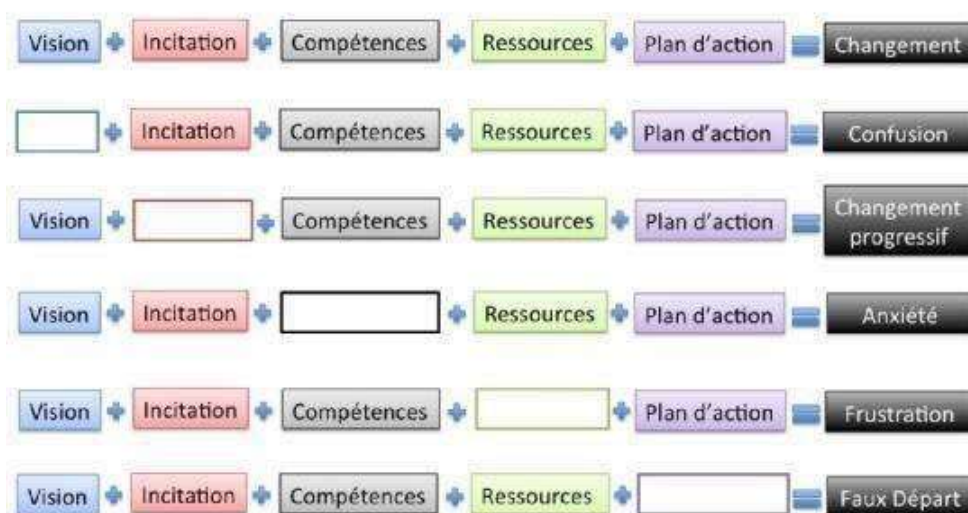 Vision + Incitation + Compétences + Ressources + Plan d'action = Changement
+ Incitation + Compétences + Ressources + Plan d'action = Confusion
Vision + + Compétences + Ressources + Plan d'action = Changement progressif
Vision + Incitation + + Ressources + Plan d'action = Anxiété
Vision + Incitation + Compétences + + Plan d'action = Frustration
Vision + Incitation + Compétences + Ressources + = Faux Départ